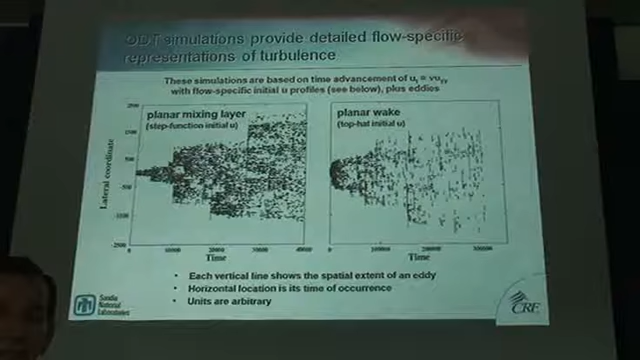 ODT simulations provide detailed flow-specific
representations of turbulence
These simulations are based on time advancement of uₜ = νuᵧᵧ
with flow-specific initial u profiles (see below), plus eddies
planar mixing layer
(step-function initial u)
planar wake
(top-hat initial u)
Lateral coordinate
2500
1500
500
-500
-1500
-2500
0 10000 20000 30000 40000
Time
0 100000 200000 300000
Time
• Each vertical line shows the spatial extent of an eddy
• Horizontal location is its time of occurrence
• Units are arbitrary
Sandia
National
Laboratories
CRF